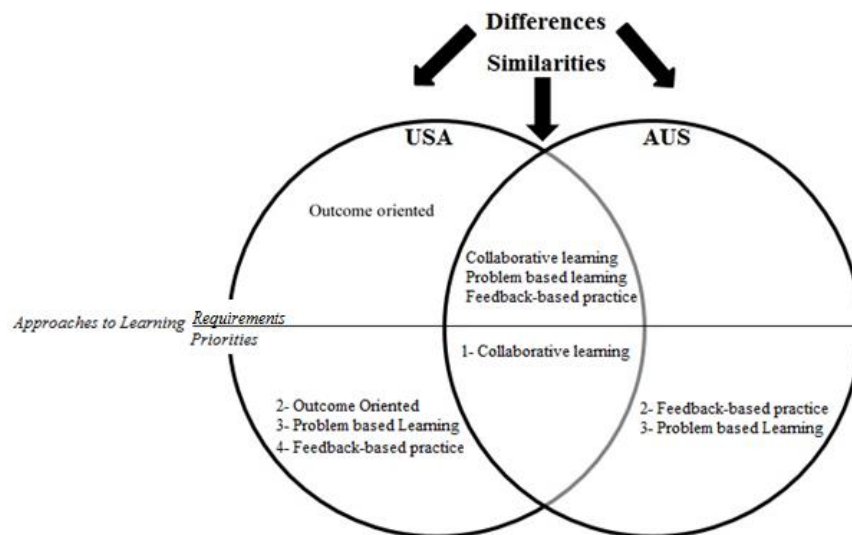 Differences
Similarities
USA
AUS
Outcome oriented
Collaborative learning
Problem based learning
Feedback-based practice
Approaches to Learning
Requirements
Priorities
1- Collaborative learning
2- Outcome Oriented
3- Problem based Learning
4- Feedback-based practice
2- Feedback-based practice
3- Problem based Learning